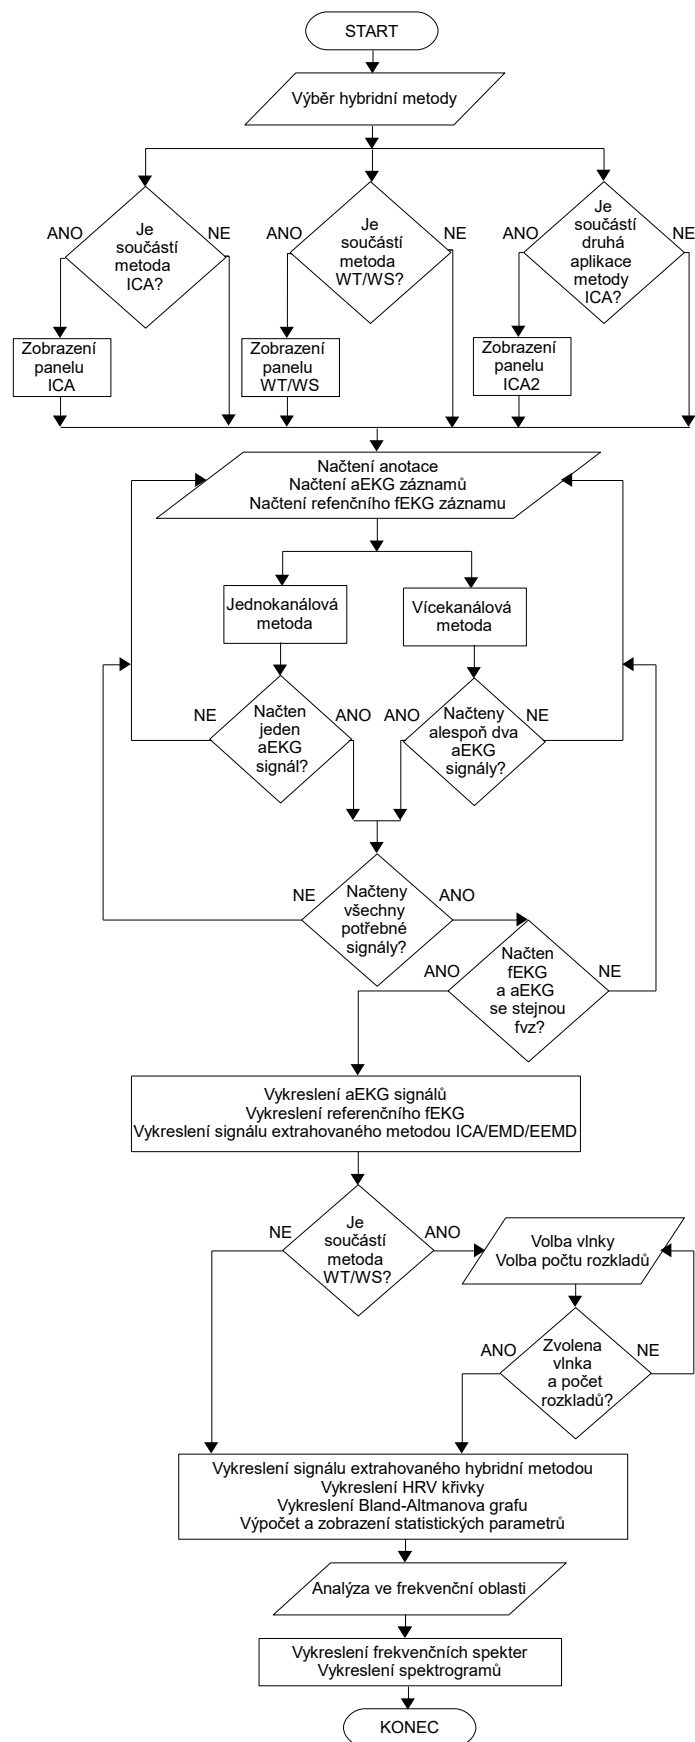 START
Výběr hybridní metody
ANO
Je
součástí
metoda
ICA?
NE
ANO
Je
součástí
metoda
WT/WS?
NE
ANO
Je
součástí
druhá
aplikace
metody
ICA?
NE
Zobrazení
panelu
ICA
Zobrazení
panelu
WT/WS
Zobrazení
panelu
ICA2
Načtení anotace
Načtení aEKG záznamů
Načtení refenčního fEKG záznamu
Jednokanálová
metoda
Vícekanálová
metoda
NE
Načten
jeden
aEKG
signál?
ANO
ANO
Načteny
alespoň dva
aEKG
signály?
NE
NE
Načteny
všechny
potřebné
signály?
ANO
ANO
Načten
fEKG
a aEKG
se stejnou
fvz?
NE
Vykreslení aEKG signálů
Vykreslení referenčního fEKG
Vykreslení signálu extrahovaného metodou ICA/EMD/EEMD
NE
Je
součástí
metoda
WT/WS?
ANO
Volba vlnky
Volba počtu rozkladů
ANO
Zvolena
vlnka
a počet
rozkladů?
NE
Vykreslení signálu extrahovaného hybridní metodou
Vykreslení HRV křivky
Vykreslení Bland-Altmanova grafu
Výpočet a zobrazení statistických parametrů
Analýza ve frekvenční oblasti
Vykreslení frekvenčních spekter
Vykreslení spektrogramů
KONEC